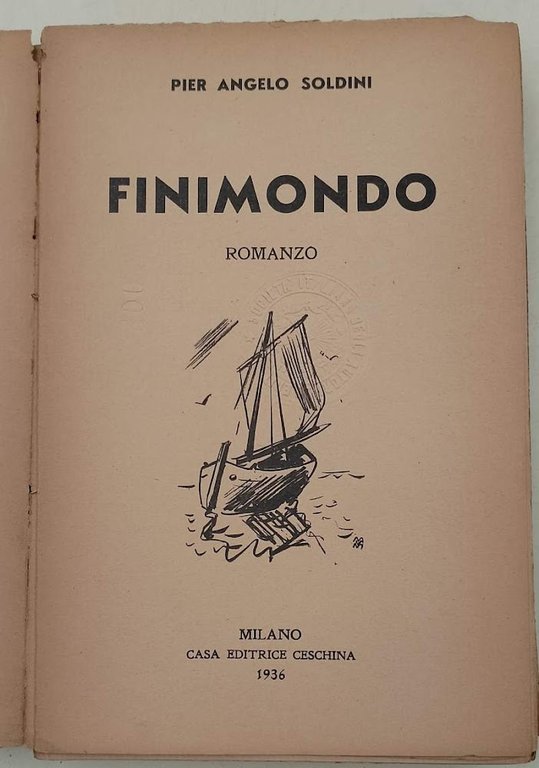 PIER ANGELO SOLDINI
FINIMONDO
ROMANZO
MILANO
CASA EDITRICE CESCHINA
1936